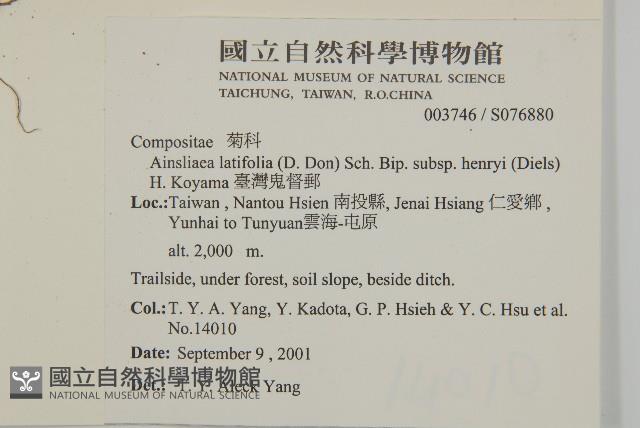 國立自然科學博物館
NATIONAL MUSEUM OF NATURAL SCIENCE
TAICHUNG, TAIWAN, R.O.CHINA
003746 / S076880
Compositae 菊科
Ainsliaea latifolia (D. Don) Sch. Bip. subsp. henryi (Diels)
H. Koyama 臺灣鬼督郵
Loc.:Taiwan , Nantou Hsien 南投縣, Jenai Hsiang 仁愛鄉 ,
Yunhai to Tunyuan雲海-屯原
alt. 2,000 m.
Trailside, under forest, soil slope, beside ditch.
Col.:T. Y. A. Yang, Y. Kadota, G. P. Hsieh & Y. C. Hsu et al.
No.14010
Date: September 9 , 2001
Det.: T. Y. Aleck Yang
國立自然科學博物館
NATIONAL MUSEUM OF NATURAL SCIENCE